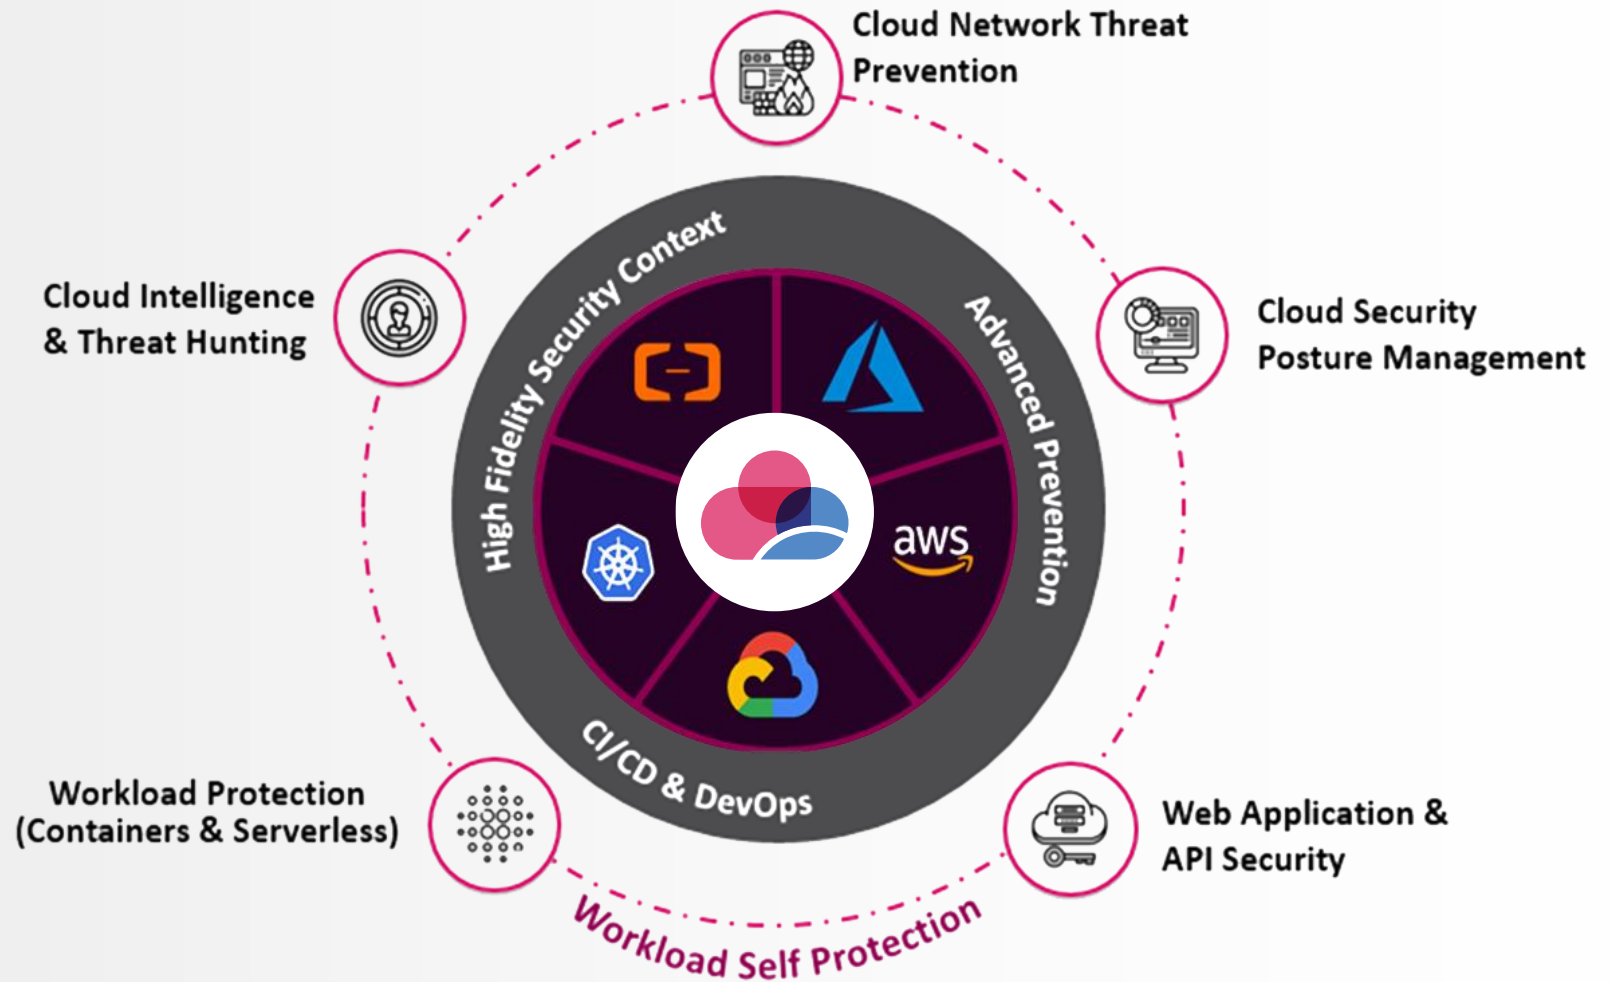 Cloud Network Threat
Prevention
Cloud Intelligence
& Threat Hunting
Cloud Security
Posture Management
High Fidelity Security Context
Advanced Prevention
aws
CI/CD & DevOps
Workload Protection
(Containers & Serverless)
Web Application &
API Security
Workload Self Protection